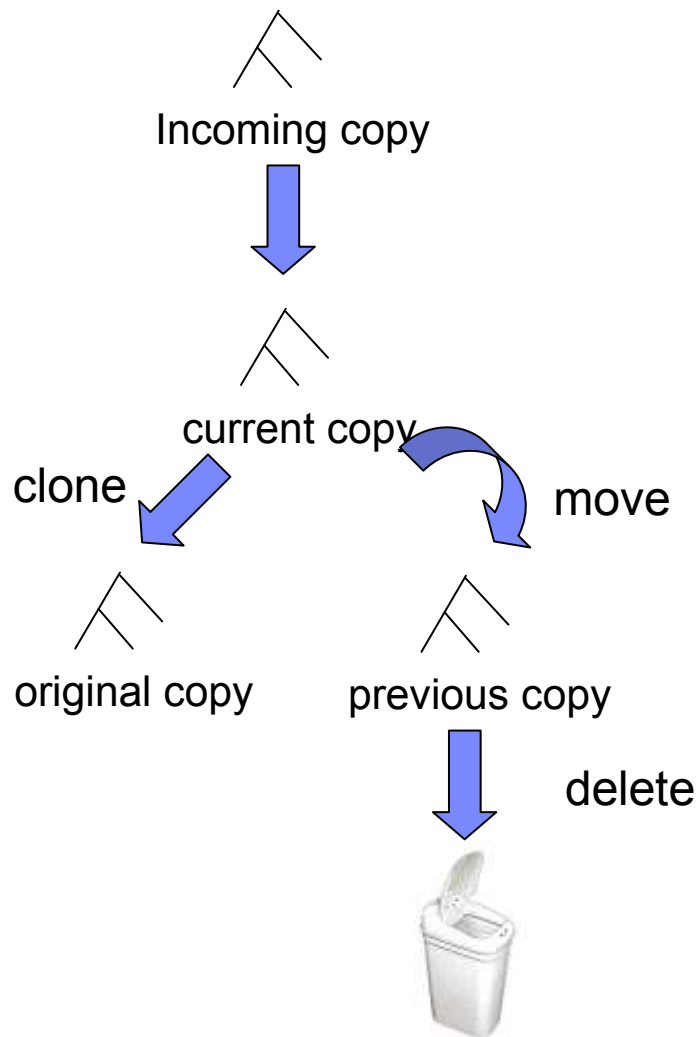 Incoming copy
current copy
clone
move
original copy
previous copy
delete